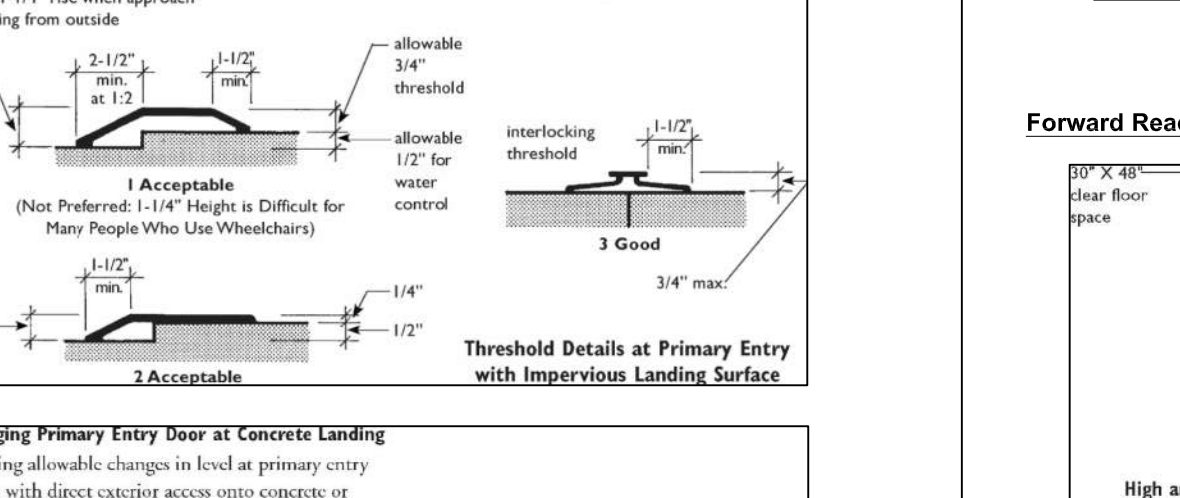 ing from outside
2-1/2"
min.
at 1:2
1-1/2"
min.
allowable
3/4"
threshold
allowable
1/2" for
water
control
1 Acceptable
(Not Preferred: 1-1/4" Height is Difficult for
Many People Who Use Wheelchairs)
interlocking
threshold
1-1/2"
min.
3 Good
3/4" max.
1-1/2"
min.
1/4"
1/2"
2 Acceptable
Threshold Details at Primary Entry
with Impervious Landing Surface
ging Primary Entry Door at Concrete Landing
ing allowable changes in level at primary entry
with direct exterior access onto concrete or
Forward Reac
30" X 48"
clear floor
space
High a